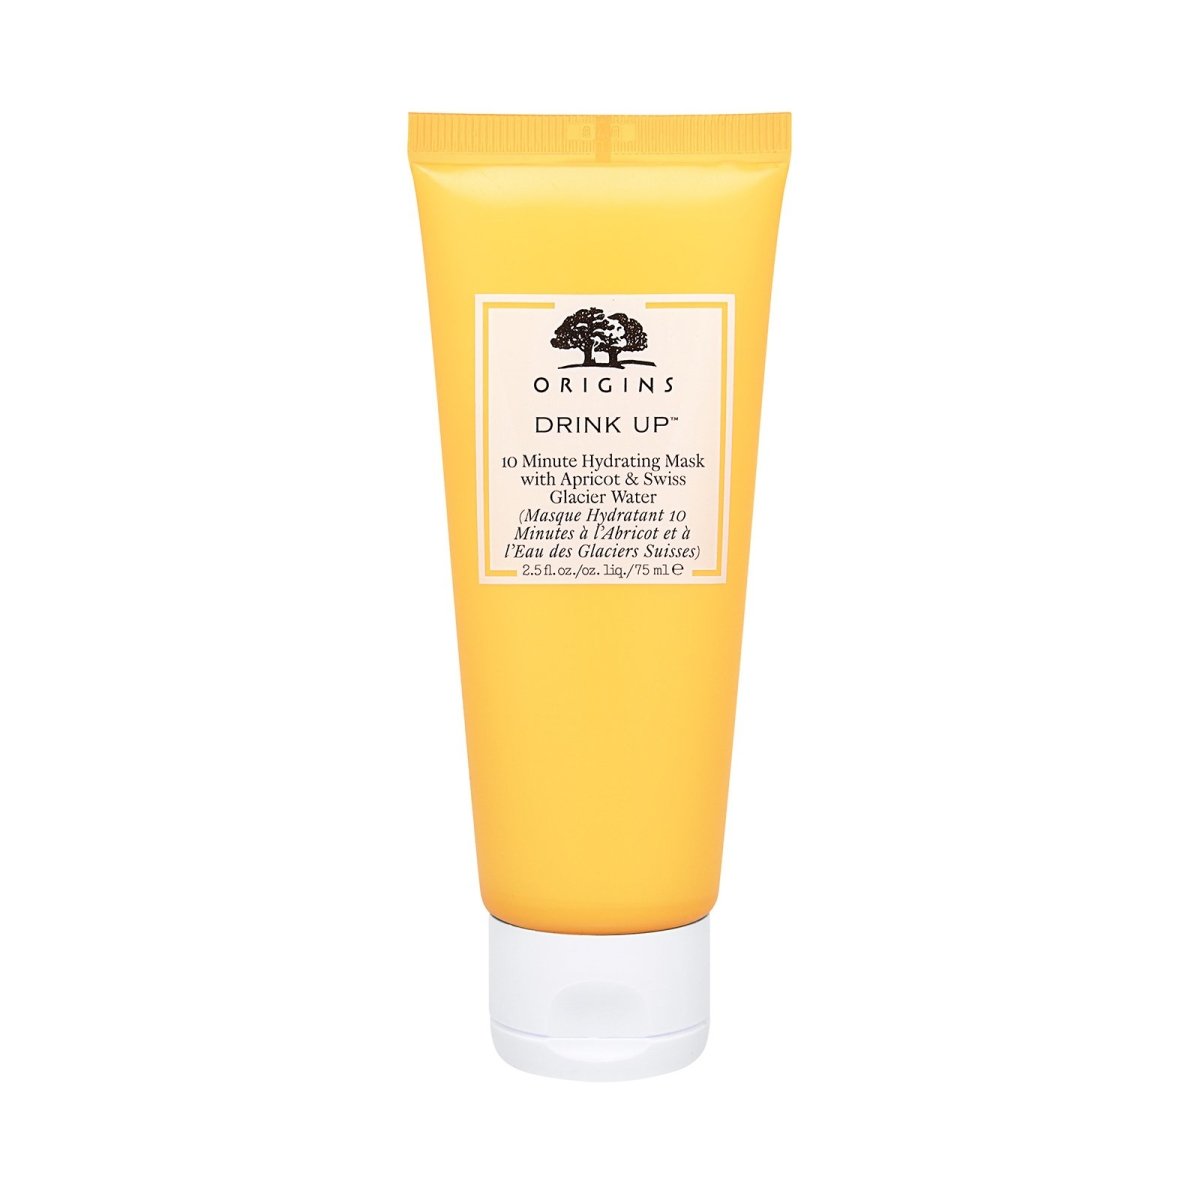 ORIGINS
DRINK UP™
10 Minute Hydrating Mask
with Apricot & Swiss
Glacier Water
(Masque Hydratant 10
Minutes à l'Abricot et à
l'Eau des Glaciers Suisses)
2.5 fl. oz./oz. liq./75 ml ℮